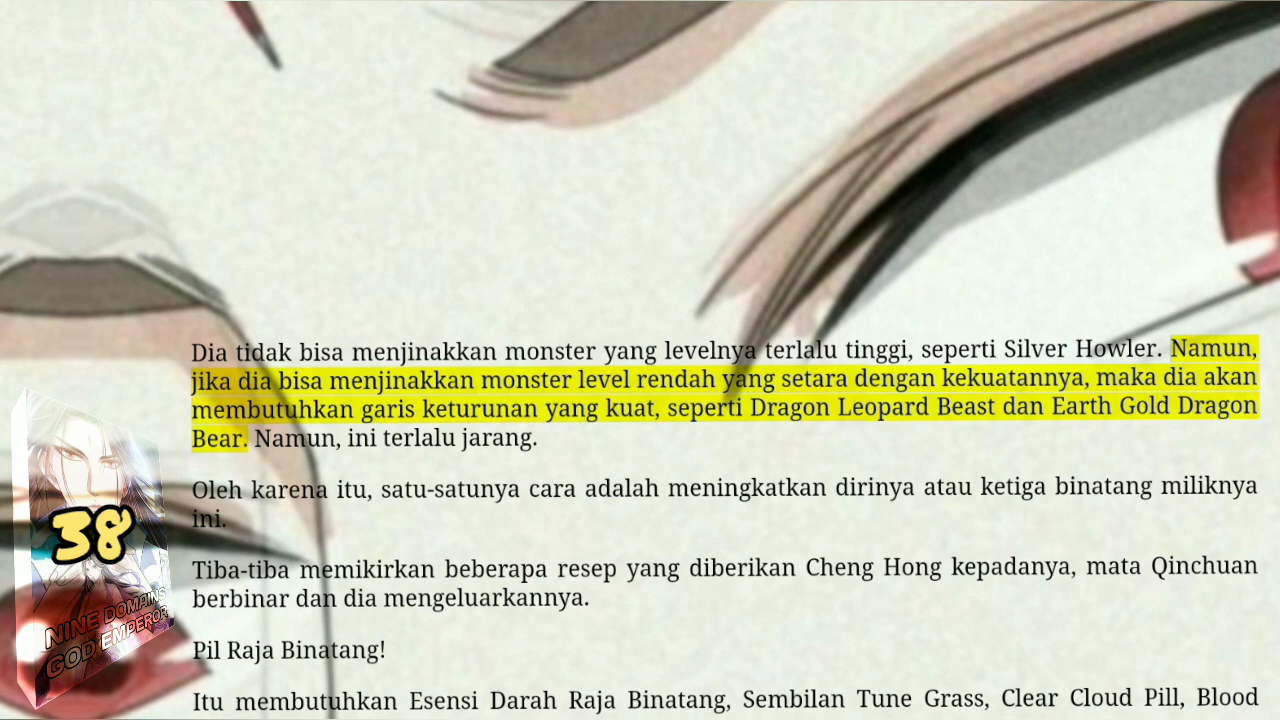 Dia tidak bisa menjinakkan monster yang levelnya terlalu tinggi, seperti Silver Howler. Namun,
jika dia bisa menjinakkan monster level rendah yang setara dengan kekuatannya, maka dia akan
membutuhkan garis keturunan yang kuat, seperti Dragon Leopard Beast dan Earth Gold Dragon
Bear. Namun, ini terlalu jarang.
Oleh karena itu, satu-satunya cara adalah meningkatkan dirinya atau ketiga binatang miliknya
ini.
Tiba-tiba memikirkan beberapa resep yang diberikan Cheng Hong kepadanya, mata Qinchuan
berbinar dan dia mengeluarkannya.
Pil Raja Binatang!
Itu membutuhkan Esensi Darah Raja Binatang, Sembilan Tune Grass, Clear Cloud Pill, Blood
38
NINE DOMAINS
GOD EMPEROR